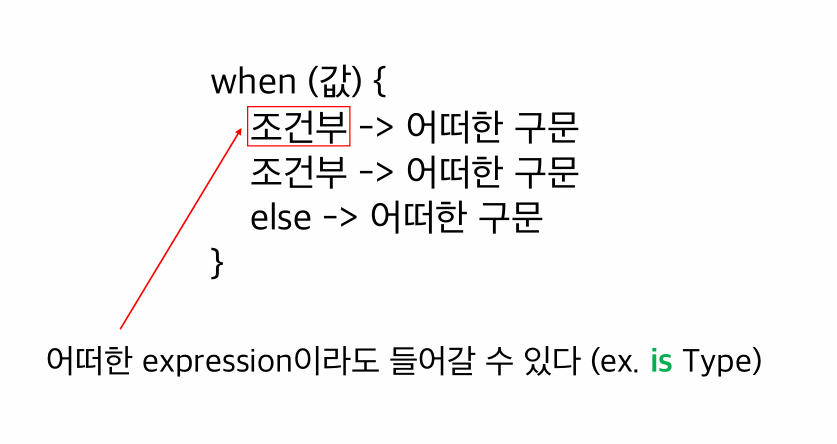 when (값) {
조건부 -> 어떠한 구문
조건부 -> 어떠한 구문
else -> 어떠한 구문
}
어떠한 expression이라도 들어갈 수 있다 (ex. is Type)